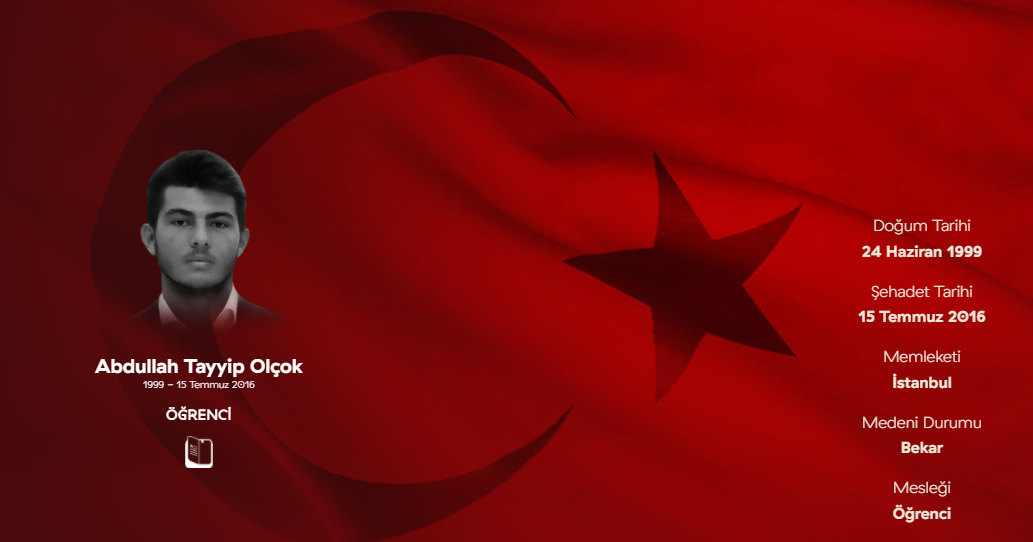 Abdullah Tayyip Olçok
1999 - 15 Temmuz 2016
ÖĞRENCİ
Doğum Tarihi
24 Haziran 1999
Şehadet Tarihi
15 Temmuz 2016
Memleketi
İstanbul
Medeni Durumu
Bekar
Mesleği
Öğrenci